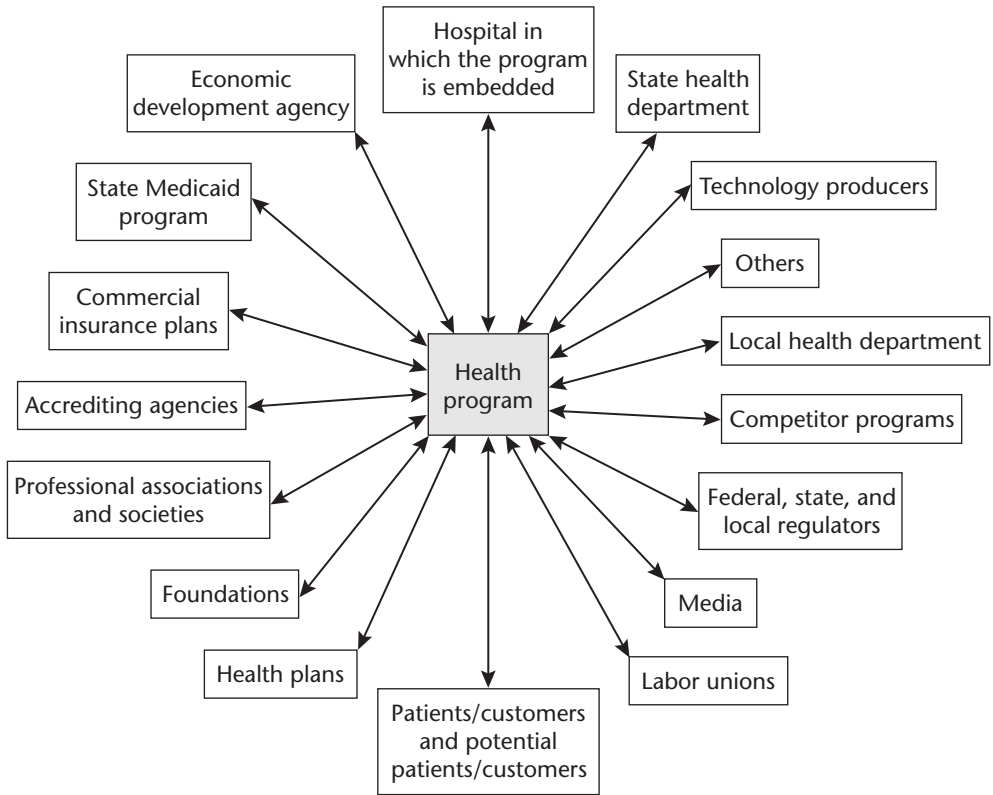 Hospital in
which the program
is embedded
Economic
development agency
State health
department
State Medicaid
program
Technology producers
Others
Commercial
insurance plans
Local health department
Health
program
Accrediting agencies
Competitor programs
Professional associations
and societies
Federal, state, and
local regulators
Foundations
Media
Health plans
Labor unions
Patients/customers
and potential
patients/customers